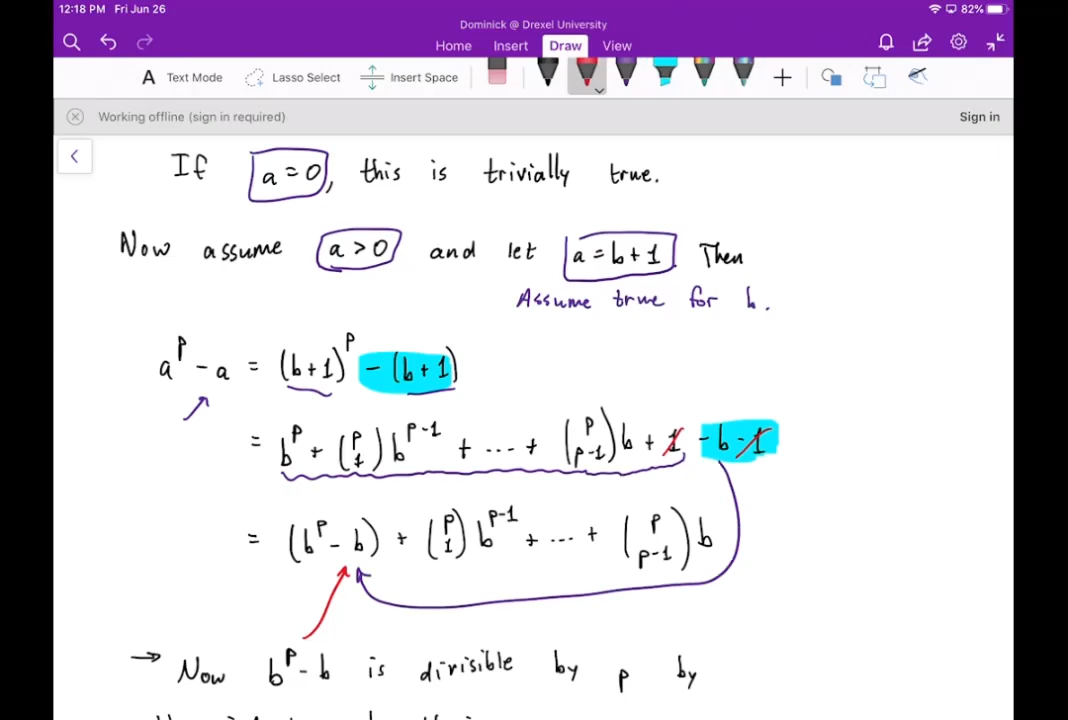 12:18 PM Fri Jun 26
82%
Dominick @ Drexel University
Home Insert Draw View
A Text Mode Lasso Select Insert Space
Working offline (sign in required) Sign in
If a = 0, this is trivially true.
Now assume a > 0 and let a = b + 1 Then
Assume true for b.
a^p - a = (b+1)^p - (b+1)
= b^p + (p 1) b^{p-1} + ... + (p p-1) b + 1 - b - 1
= (b^p - b) + (p 1) b^{p-1} + ... + (p p-1) b
→ Now b^p - b is divisible by p by